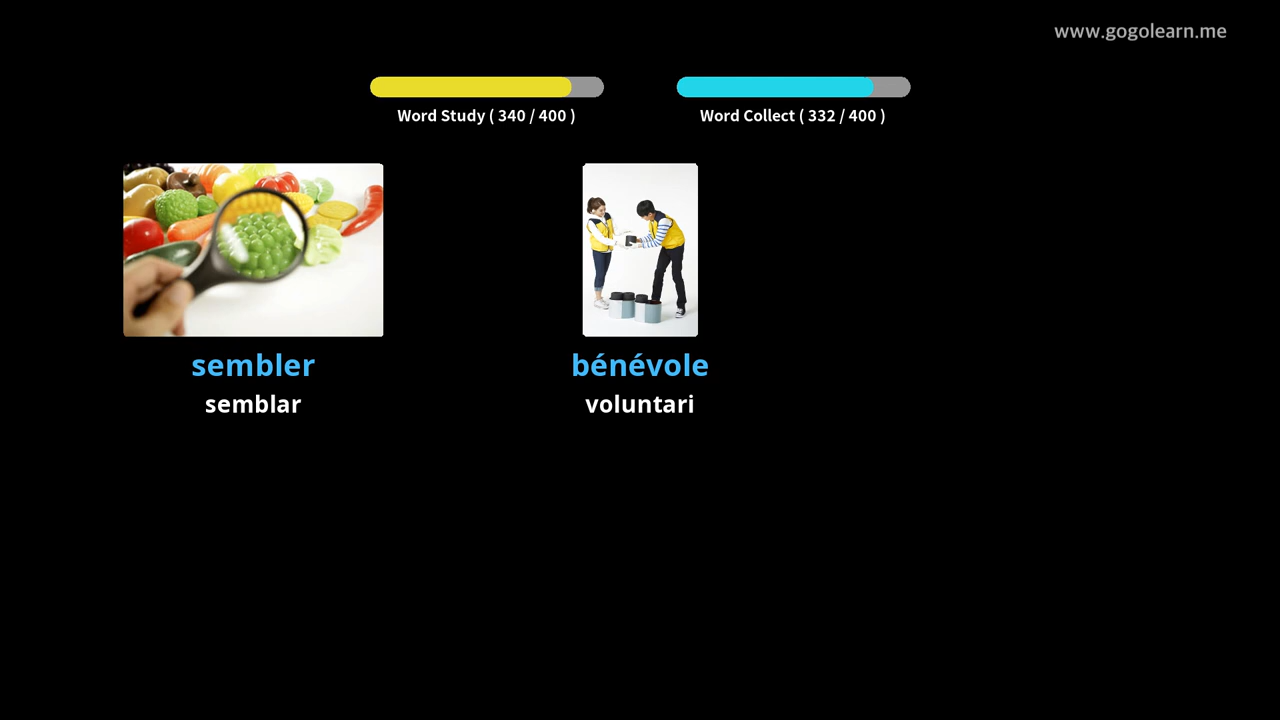 www.gogolearn.me
Word Study ( 340 / 400 )
Word Collect ( 332 / 400 )
sembler
semblar
bénévole
voluntari